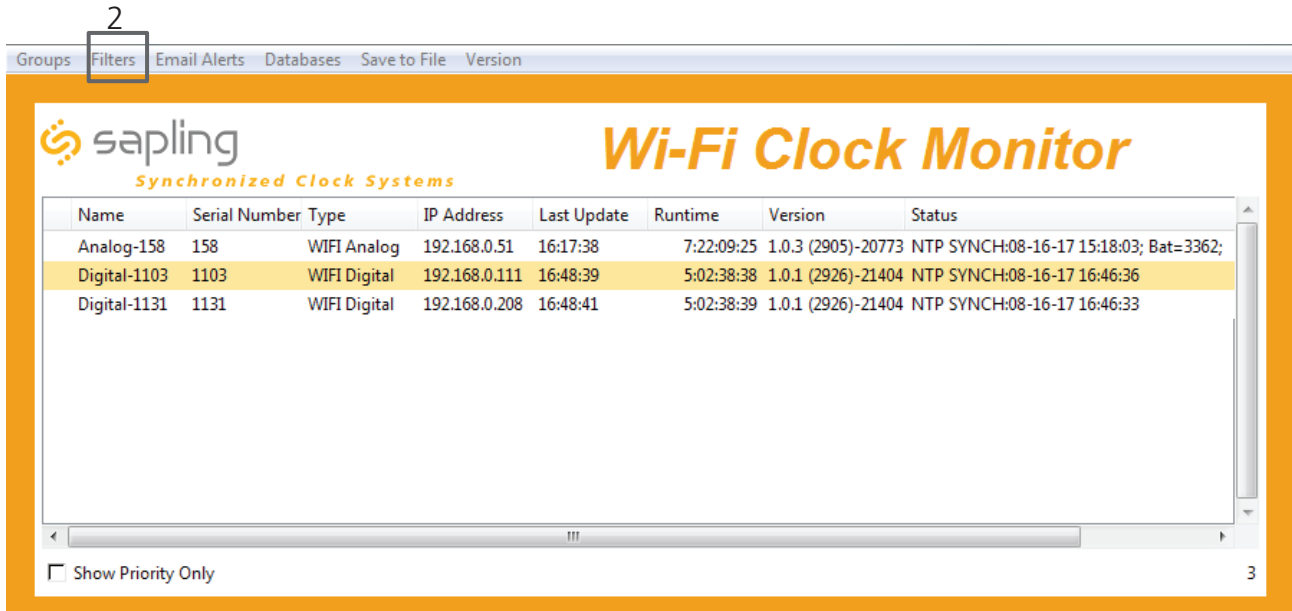 2
Groups Filters Email Alerts Databases Save to File Version
sapling
Synchronized Clock Systems
Wi-Fi Clock Monitor
Name Serial Number Type IP Address Last Update Runtime Version Status
Analog-158 158 WIFI Analog 192.168.0.51 16:17:38 7:22:09:25 1.0.3 (2905)-20773 NTP SYNCH:08-16-17 15:18:03; Bat=3362;
Digital-1103 1103 WIFI Digital 192.168.0.111 16:48:39 5:02:38:38 1.0.1 (2926)-21404 NTP SYNCH:08-16-17 16:46:36
Digital-1131 1131 WIFI Digital 192.168.0.208 16:48:41 5:02:38:39 1.0.1 (2926)-21404 NTP SYNCH:08-16-17 16:46:33
Show Priority Only 3